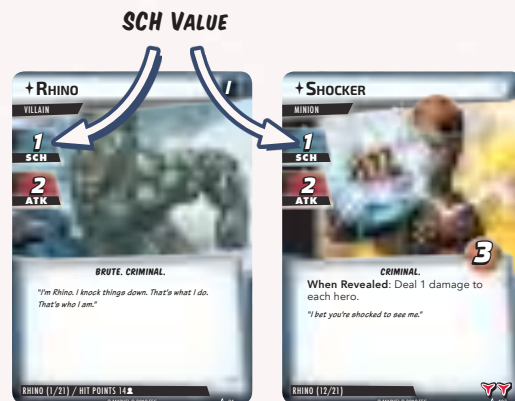 SCH VALUE
RHINO
I
VILLAIN
1
SCH
2
ATK
BRUTE. CRIMINAL.
"I'm Rhino. I knock things down. That's what I do.
That's who I am."
RHINO (1/21) / HIT POINTS 14
SHOCKER
MINION
1
SCH
2
ATK
3
CRIMINAL.
When Revealed: Deal 1 damage to
each hero.
"I bet you're shocked to see me."
RHINO (12/21)